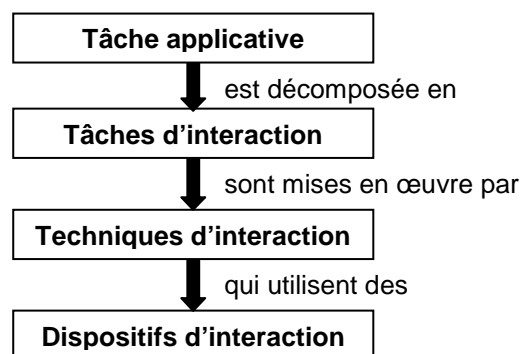 Tâche applicative
est décomposée en
Tâches d’interaction
sont mises en œuvre par
Techniques d’interaction
qui utilisent des
Dispositifs d’interaction